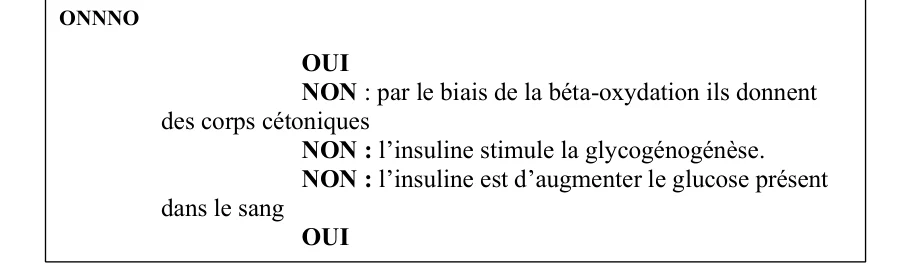 ONNNO
OUI
NON : par le biais de la béta-oxydation ils donnent
des corps cétoniques
NON : l’insuline stimule la glycogénogénèse.
NON : l’insuline est d’augmenter le glucose présent
dans le sang
OUI